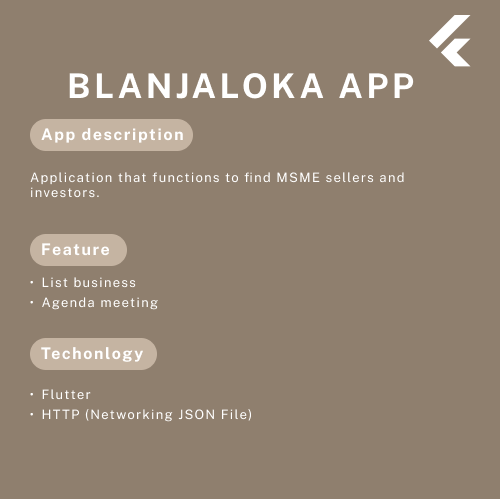 BLANJALOKA APP
App description
Application that functions to find MSME sellers and
investors.
Feature
• List business
• Agenda meeting
Techonlogy
• Flutter
• HTTP (Networking JSON File)